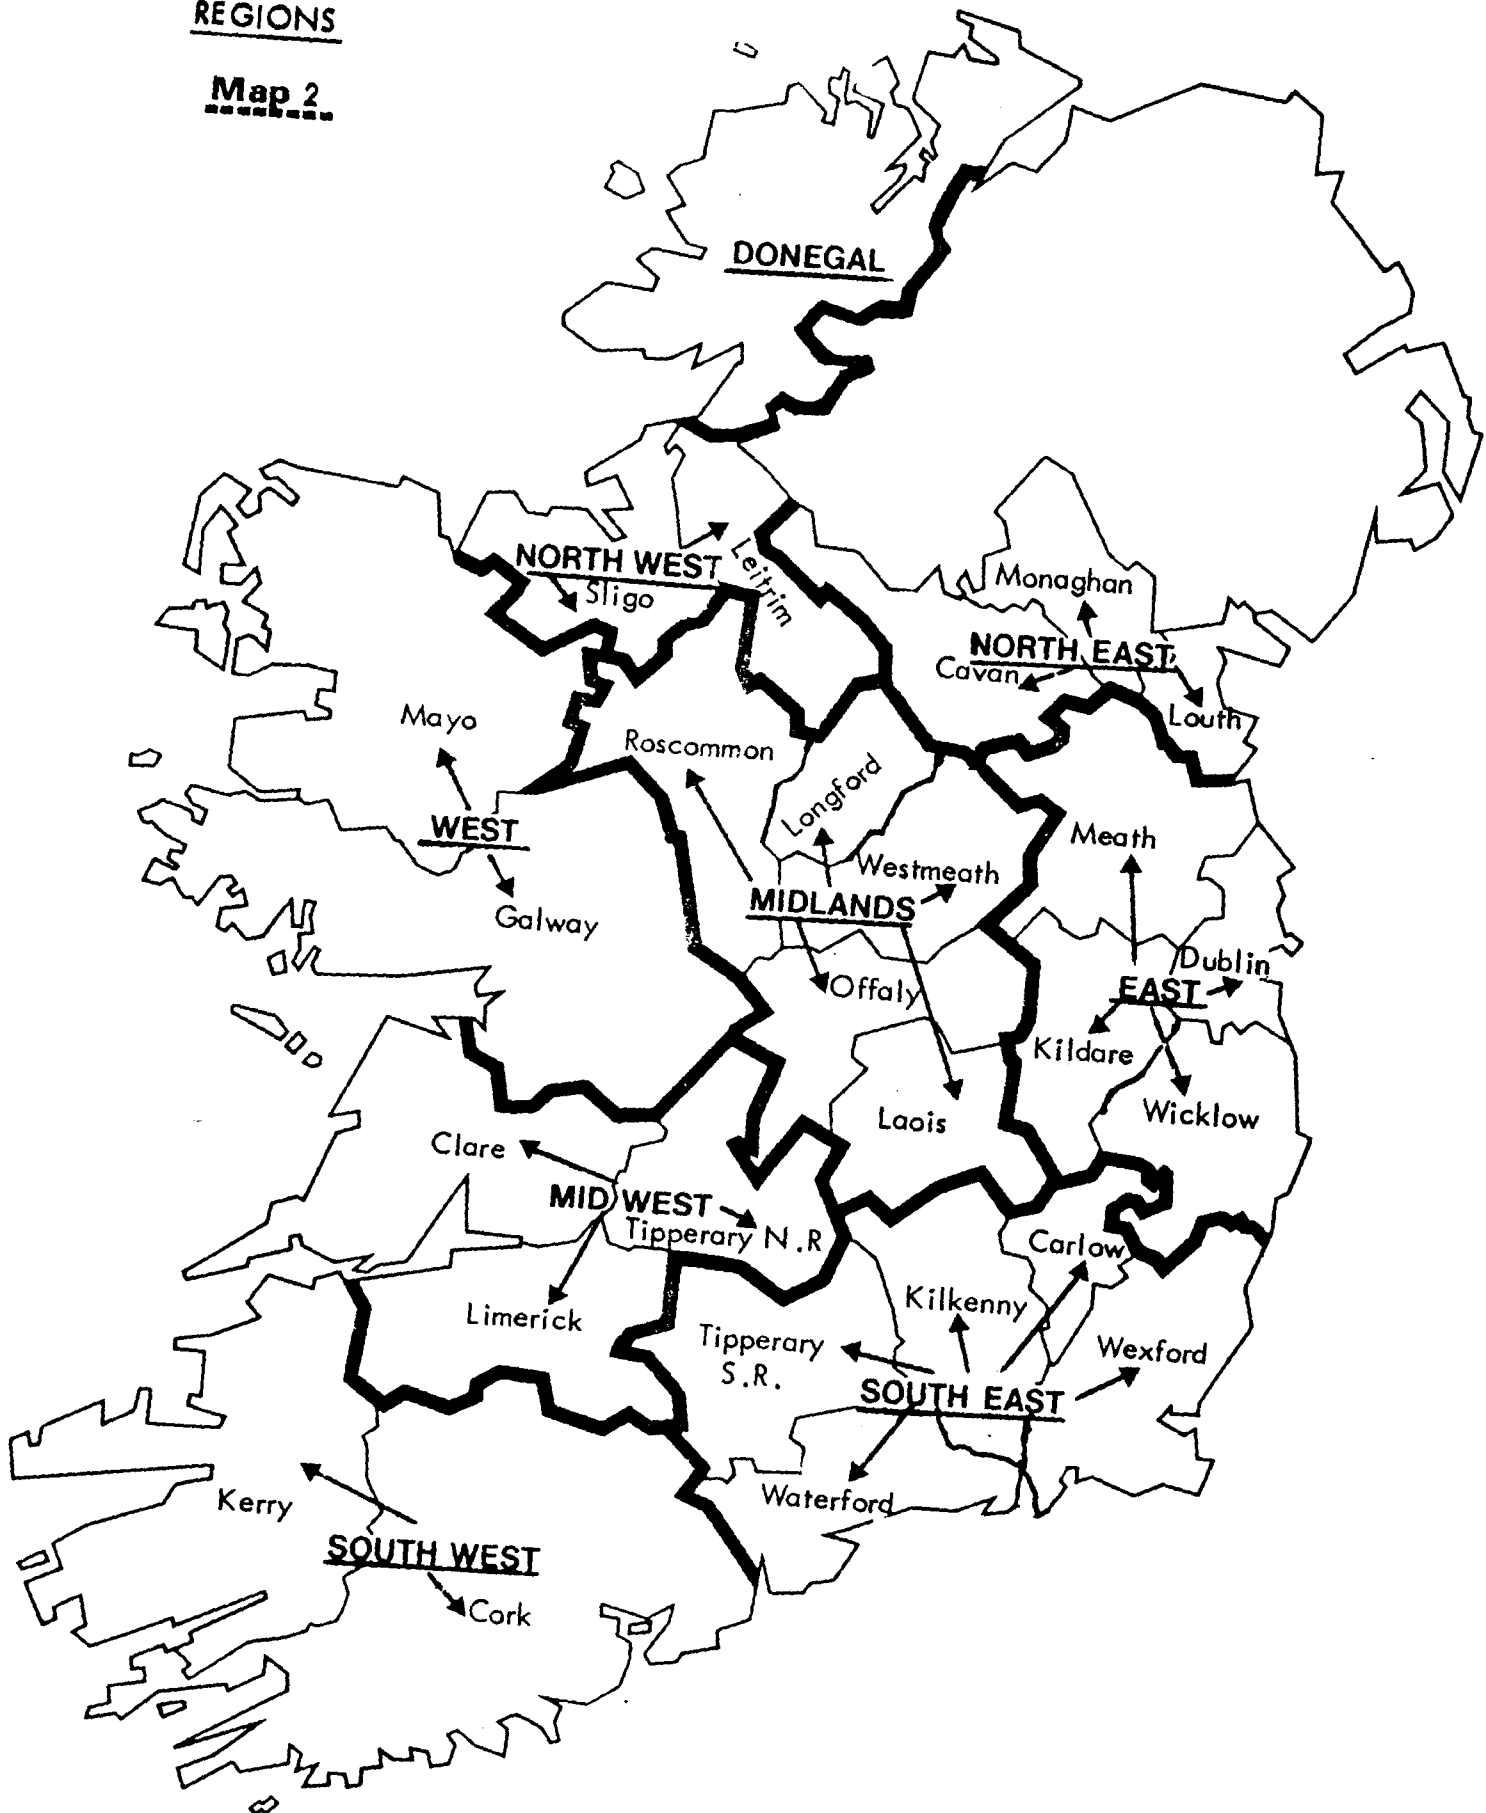 REGIONS
Map 2
DONEGAL
NORTH WEST
Sligo
Leitrim
Monaghan
NORTH EAST
Cavan
Louth
Mayo
Roscommon
Longford
WEST
Galway
Westmeath
MIDLANDS
Offaly
Laois
Meath
Dublin
EAST
Kildare
Wicklow
Clare
MID WEST
Tipperary N.R
Limerick
Carlow
Kilkenny
Tipperary
S.R.
Wexford
SOUTH EAST
Waterford
Kerry
SOUTH WEST
Cork